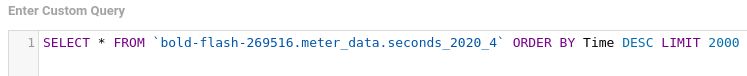 Enter Custom Query
1 SELECT * FROM `bold-flash-269516.meter_data.seconds_2020_4` ORDER BY Time DESC LIMIT 2000